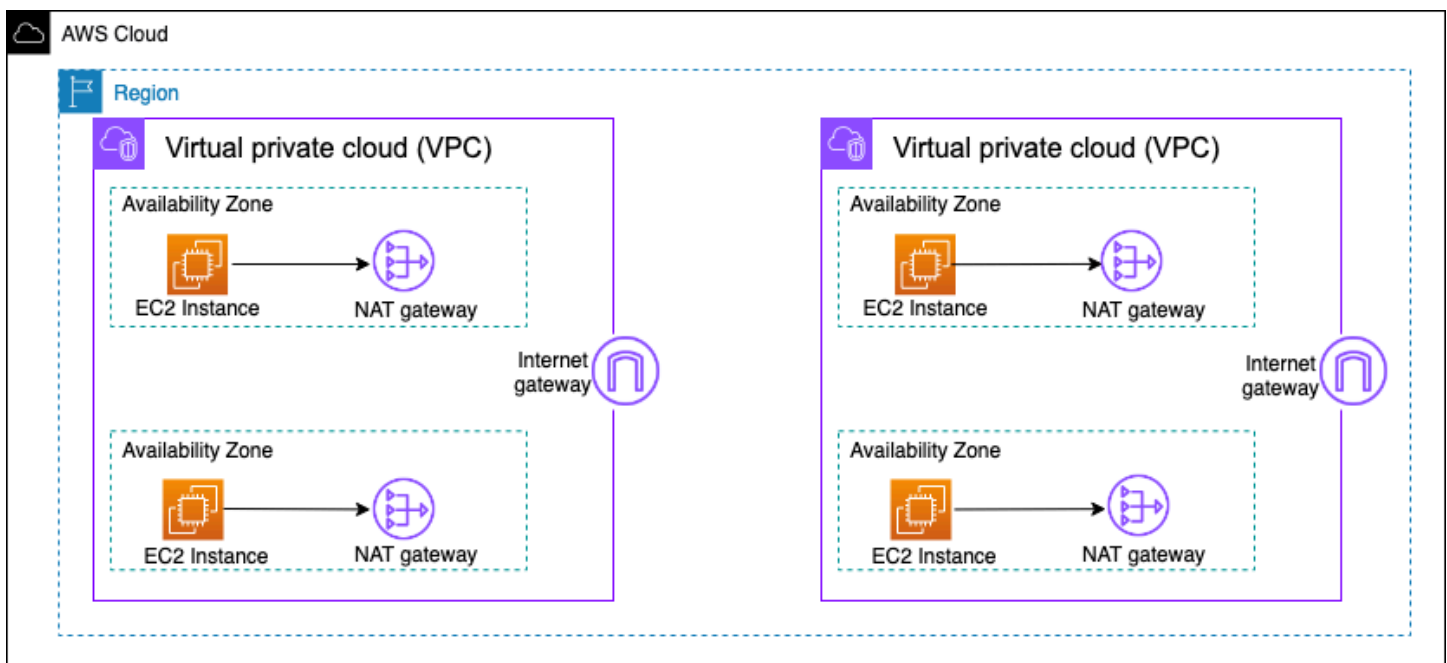 AWS Cloud
Region
Virtual private cloud (VPC)
Availability Zone
EC2 Instance
NAT gateway
Internet
gateway
Availability Zone
EC2 Instance
NAT gateway
Virtual private cloud (VPC)
Availability Zone
EC2 Instance
NAT gateway
Internet
gateway
Availability Zone
EC2 Instance
NAT gateway